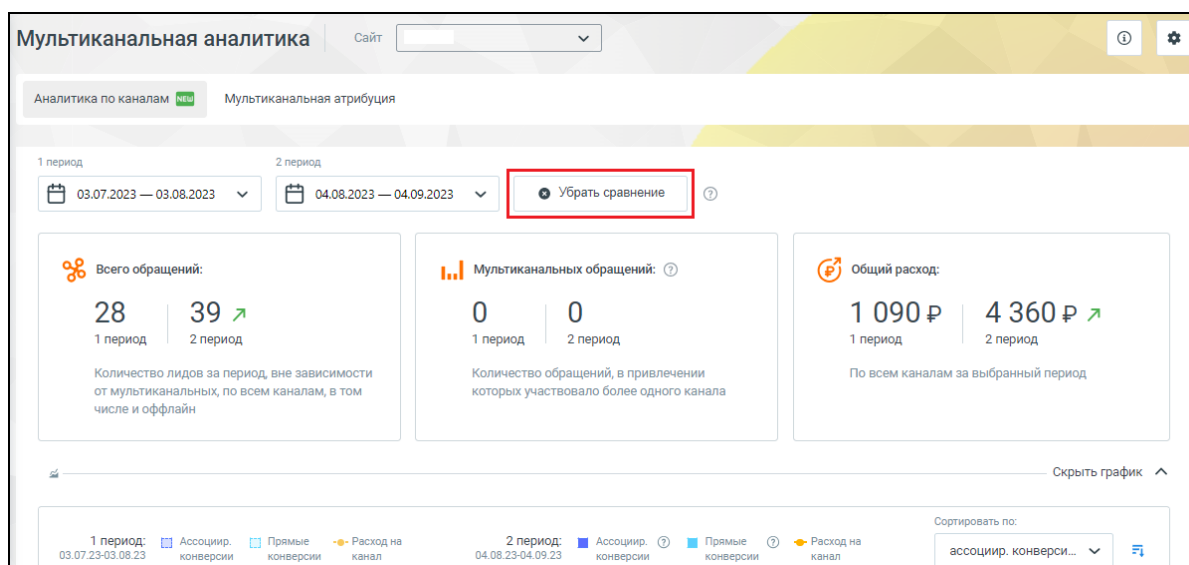 Мультиканальная аналитика
Сайт
Аналитика по каналам NEW
Мультиканальная атрибуция
1 период
2 период
03.07.2023 — 03.08.2023
04.08.2023 — 04.09.2023
Убрать сравнение
Всего обращений:
28
39
1 период
2 период
Количество лидов за период, вне зависимости
от мультиканальных, по всем каналам, в том
числе и оффлайн
Мультиканальных обращений:
0
0
1 период
2 период
Количество обращений, в привлечении
которых участвовало более одного канала
Общий расход:
1 090 ₽
4 360 ₽
1 период
2 период
По всем каналам за выбранный период
Скрыть график
1 период:
03.07.23-03.08.23
Ассоциир.
конверсии
Прямые
конверсии
Расход на
канал
2 период:
04.08.23-04.09.23
Ассоциир.
конверсии
Прямые
конверсии
Расход на
канал
Сортировать по:
ассоциир. конверси...